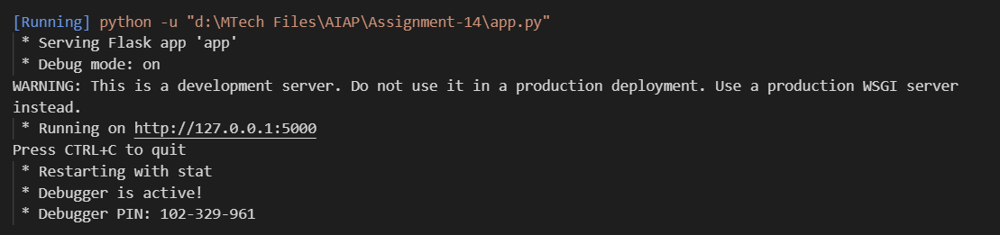 [Running] python -u "d:\MTech Files\AIAP\Assignment-14\app.py"
* Serving Flask app 'app'
* Debug mode: on
WARNING: This is a development server. Do not use it in a production deployment. Use a production WSGI server
instead.
* Running on http://127.0.0.1:5000
Press CTRL+C to quit
* Restarting with stat
* Debugger is active!
* Debugger PIN: 102-329-961